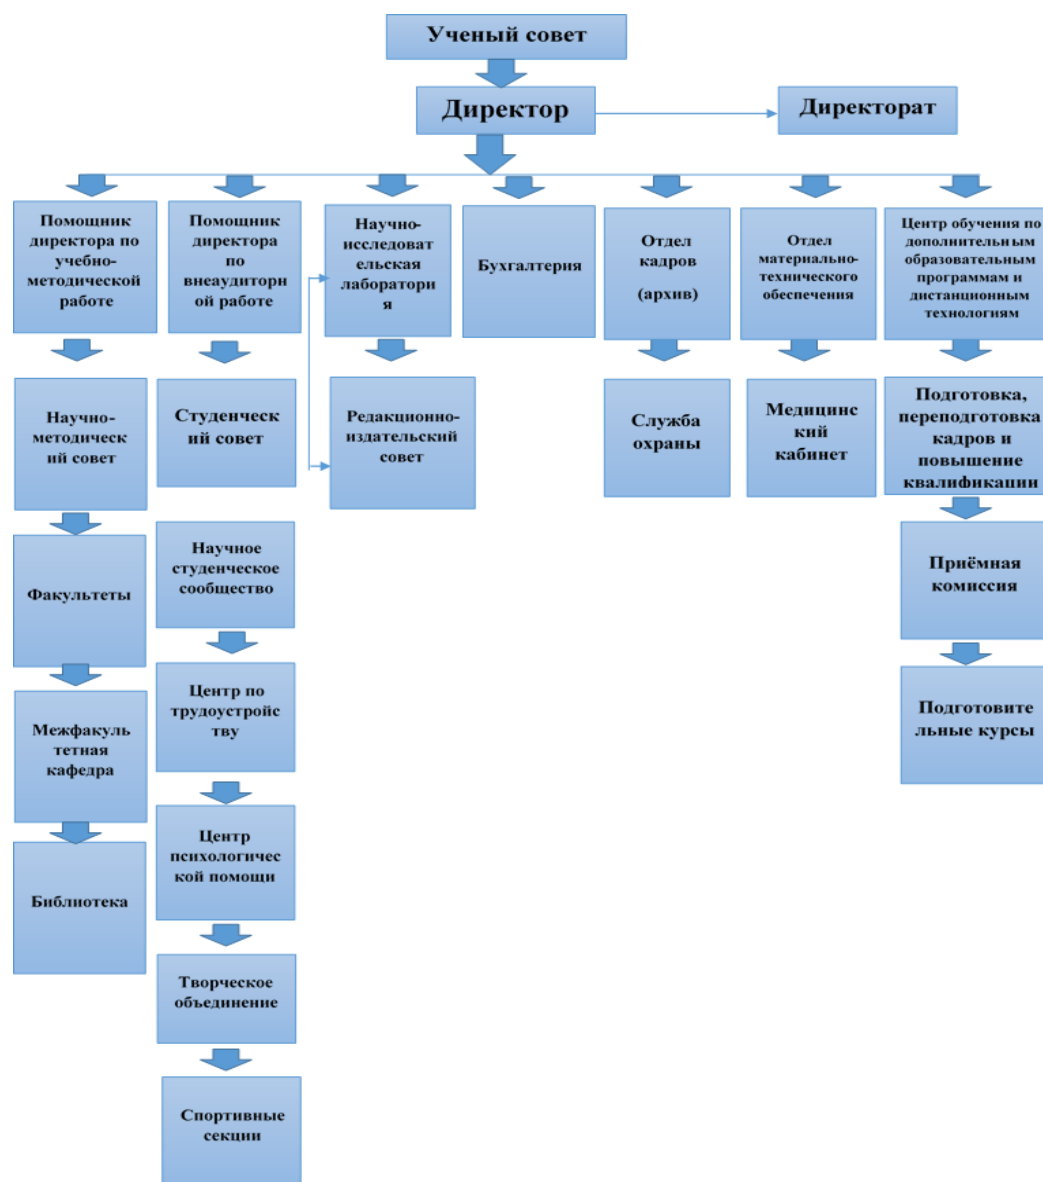 Ученый совет
Директор
Директорат
Помощник
директора по
учебно-
методической
работе
Помощник
директора
по
внеаудиторн
ой работе
Научно-
исследоват
ельская
лаборатори
я
Бухгалтерия
Отдел
кадров
(архив)
Отдел
материально-
технического
обеспечения
Центр обучения по
дополнительным
образовательным
программам и
дистанционным
технологиям
Научно-
методическ
ий совет
Студенческ
ий совет
Редакционно-
издательский
совет
Служба
охраны
Медицинс
кий
кабинет
Подготовка,
переподготовка
кадров и
повышение
квалификации
Факультеты
Научное
студенческое
сообщество
Приёмная
комиссия
Межфакуль
тетная
кафедра
Центр по
трудоустройс
тву
Подготовите
льные курсы
Библиотека
Центр
психологичес
кой помощи
Творческое
объединение
Спортивные
секции